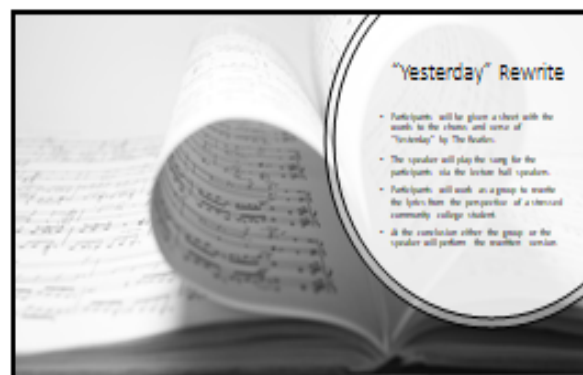 “Yesterday” Rewrite
• Participants will be given a sheet with the
words to the chorus and verse of
“Yesterday” by The Beatles.
• The speaker will play the song for the
participants via the lecture hall speakers.
• Participants will work as a group to rewrite
the lyrics from the perspective of a stressed
community college student.
• At the conclusion either the group or the
speaker will perform the rewritten version.